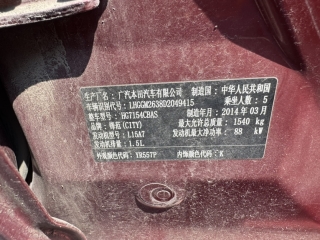 生产厂名：广汽本田汽车有限公司 制造国：中华人民共和国
车辆识别代号：LHGGM2638D2049415 乘坐人数：5
整车型号：HG7154CBAS 制造年月：2014年03月
品牌：锋范(CITY) 最大允许总质量：1540 kg
发动机型号：L15A7 发动机最大净功率：88 kW
发动机排量：1.5L
外观颜色代号：YR557P 内饰颜色代号：K